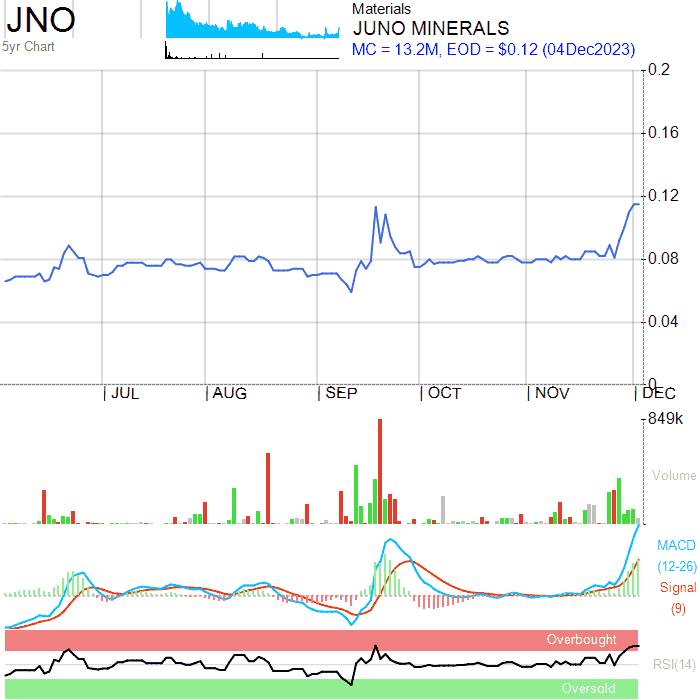 JNO
5yr Chart
Materials
JUNO MINERALS
MC = 13.2M, EOD = $0.12 (04Dec2023)
0.2
0.16
0.12
0.08
0.04
0
JUL
AUG
SEP
OCT
NOV
DEC
849k
Volume
MACD
(12-26)
Signal
(9)
Overbought
RSI(14)
Oversold